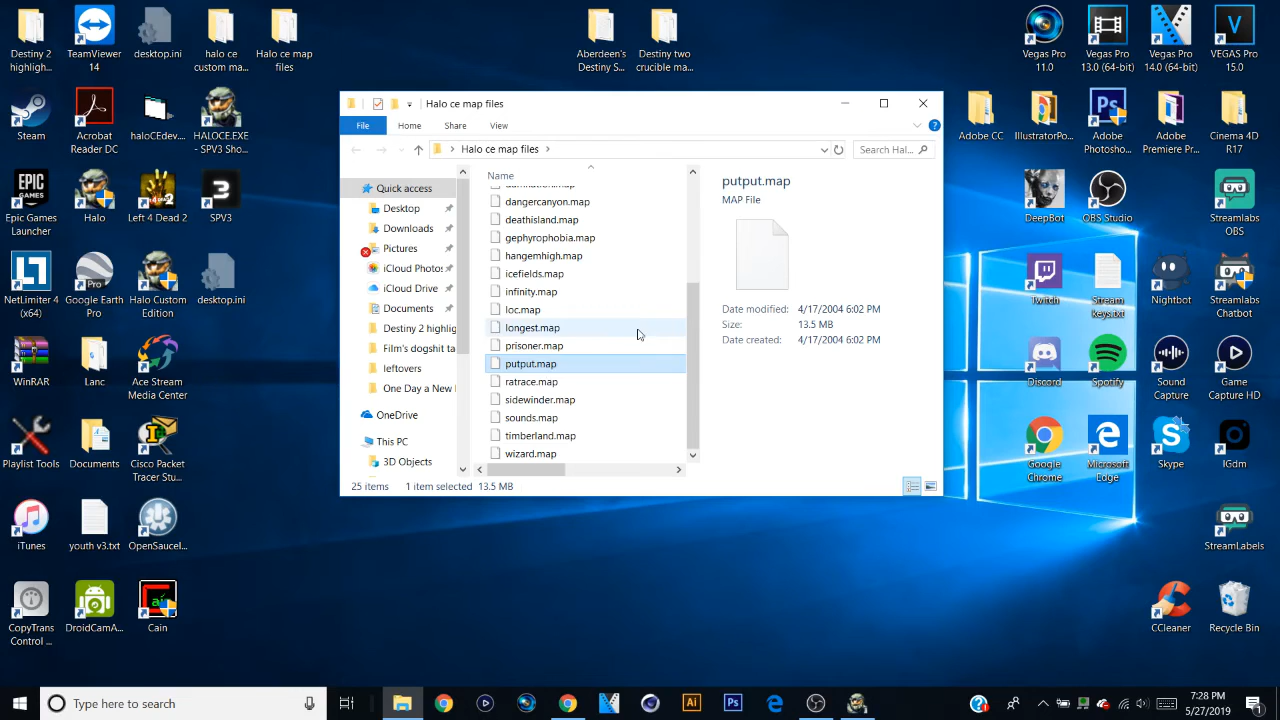 Destiny 2
highligh...
TeamViewer
14
desktop.ini
halo ce
custom ma...
Halo ce map
files
Aberdeen's
Destiny S...
Destiny two
crucible ma...
Vegas Pro
11.0
Vegas Pro
13.0 (64-bit)
Vegas Pro
14.0 (64-bit)
VEGAS Pro
15.0
Steam
Acrobat
Reader DC
haloCEdev...
HALOCE.EXE
- SPV3 Sho...
Adobe CC
IllustratorPo...
Adobe
Photosho...
Adobe
Premiere Pr...
Cinema 4D
R17
Epic Games
Launcher
Halo
Left 4 Dead 2
SPV3
DeepBot
OBS Studio
Streamlabs
OBS
NetLimiter 4
(x64)
Google Earth
Pro
Halo Custom
Edition
desktop.ini
Twitch
Stream
keys.txt
Nightbot
Streamlabs
Chatbot
WinRAR
Lanc
Ace Stream
Media Center
Discord
Spotify
Sound
Capture
Game
Capture HD
Playlist Tools
Documents
Cisco Packet
Tracer Stu...
Google
Chrome
Microsoft
Edge
Skype
IGdm
iTunes
youth v3.txt
OpenSauceI...
StreamLabels
CopyTrans
Control ...
DroidCamA...
Cain
CCleaner
Recycle Bin
Halo ce map files
File
Home
Share
View
Halo ce map files
Search Hal...
Quick access
Desktop
Downloads
Pictures
iCloud Photos
iCloud Drive
Documents
Destiny 2 highlig
Film's dogshit ta
leftovers
One Day a New
OneDrive
This PC
3D Objects
Name
damnation.map
dangercanyon.map
deathisland.map
gephyrophobia.map
hangemhigh.map
icefields.map
infinity.map
loc.map
longest.map
prisoner.map
putput.map
ratrace.map
sidewinder.map
sounds.map
timberland.map
wizard.map
putput.map
MAP File
Date modified: 4/17/2004 6:02 PM
Size: 13.5 MB
Date created: 4/17/2004 6:02 PM
25 items 1 item selected 13.5 MB
Type here to search
7:28 PM
5/27/2019